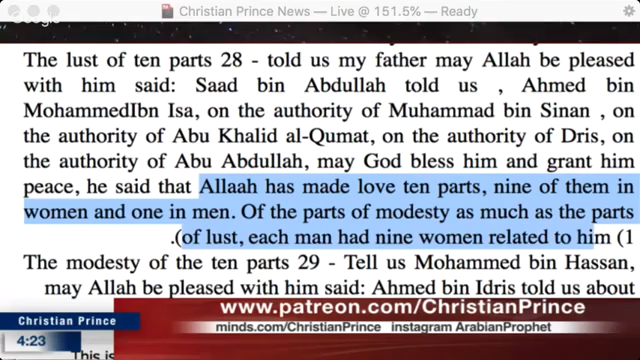 Christian Prince News — Live @ 151.5% — Ready
The lust of ten parts 28 - told us my father may Allah be pleased
with him said: Saad bin Abdullah told us , Ahmed bin
MohammedIbn Isa, on the authority of Muhammad bin Sinan , on
the authority of Abu Khalid al-Qumat, on the authority of Dris, on
the authority of Abu Abdullah, may God bless him and grant him
peace, he said that Allaah has made love ten parts, nine of them in
women and one in men. Of the parts of modesty as much as the parts
.(of lust, each man had nine women related to him (1
The modesty of the ten parts 29 - Tell us Mohammed bin Hassan,
may Allah be pleased with him said: Ahmed bin Idris told us about
www.patreon.com/ChristianPrince
Christian Prince
minds.com/ChristianPrince instagram ArabianProphet
4:23
This is